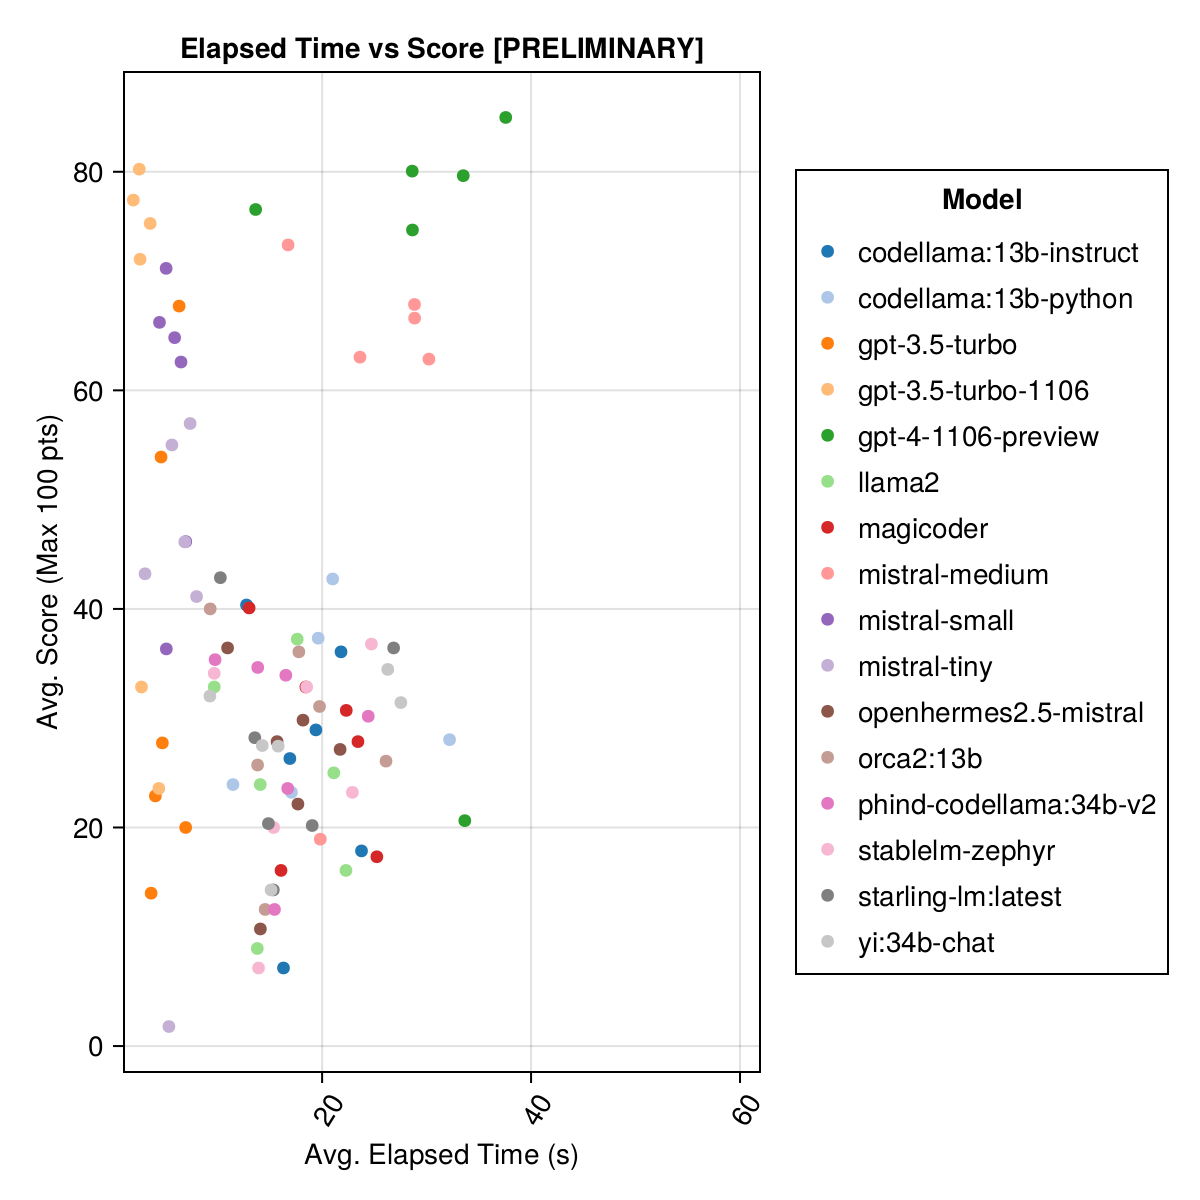 Elapsed Time vs Score [PRELIMINARY]
80
60
40
20
0
Avg. Score (Max 100 pts)
20
40
60
Avg. Elapsed Time (s)
Model
codellama:13b-instruct
codellama:13b-python
gpt-3.5-turbo
gpt-3.5-turbo-1106
gpt-4-1106-preview
llama2
magicoder
mistral-medium
mistral-small
mistral-tiny
openhermes2.5-mistral
orca2:13b
phind-codellama:34b-v2
stablelm-zephyr
starling-lm:latest
yi:34b-chat